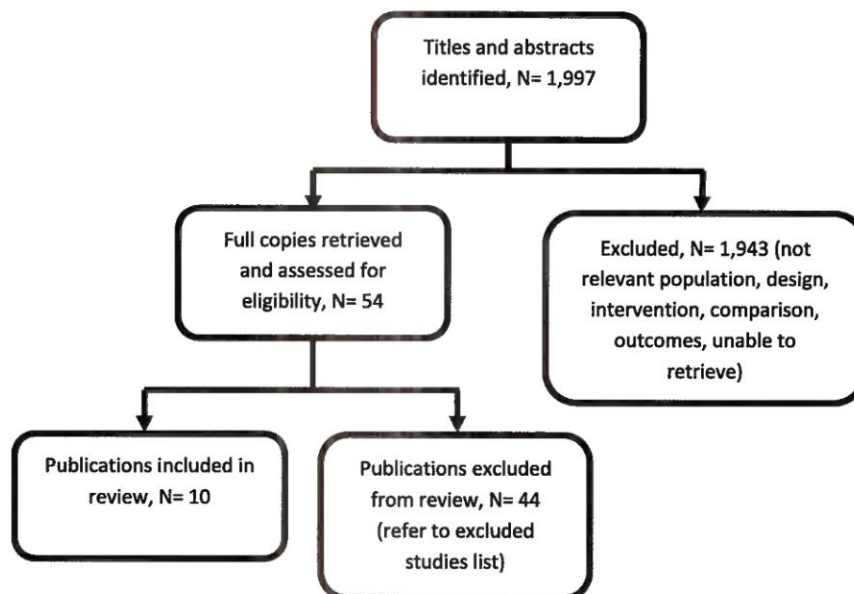 Titles and abstracts
identified, N= 1,997
Full copies retrieved
and assessed for
eligibility, N= 54
Excluded, N= 1,943 (not
relevant population, design,
intervention, comparison,
outcomes, unable to
retrieve)
Publications included in
review, N= 10
Publications excluded
from review, N= 44
(refer to excluded
studies list)